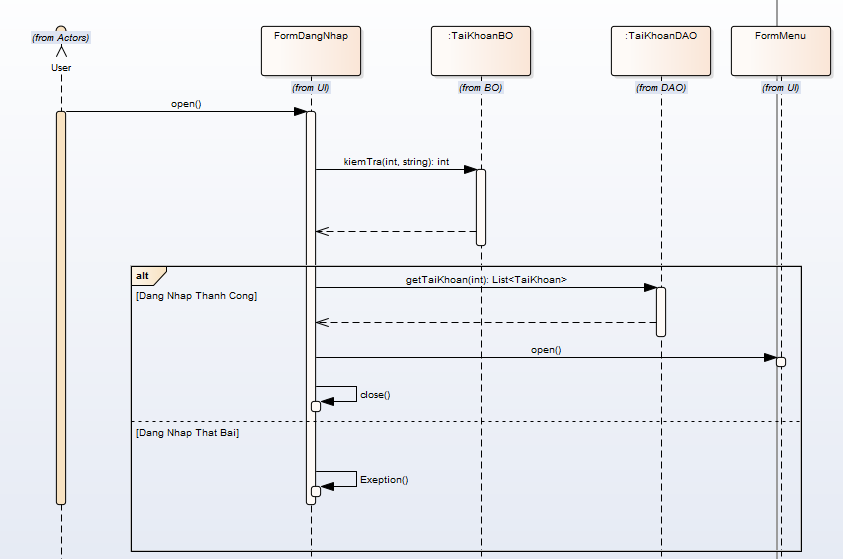 (from Actors)
User
FormDangNhap
(from UI)
:TaiKhoanBO
(from BO)
:TaiKhoanDAO
(from DAO)
FormMenu
(from UI)
open()
kiemTra(int, string): int
alt
[Dang Nhap Thanh Cong]
getTaiKhoan(int): List<TaiKhoan>
open()
close()
[Dang Nhap That Bai]
Exeption()